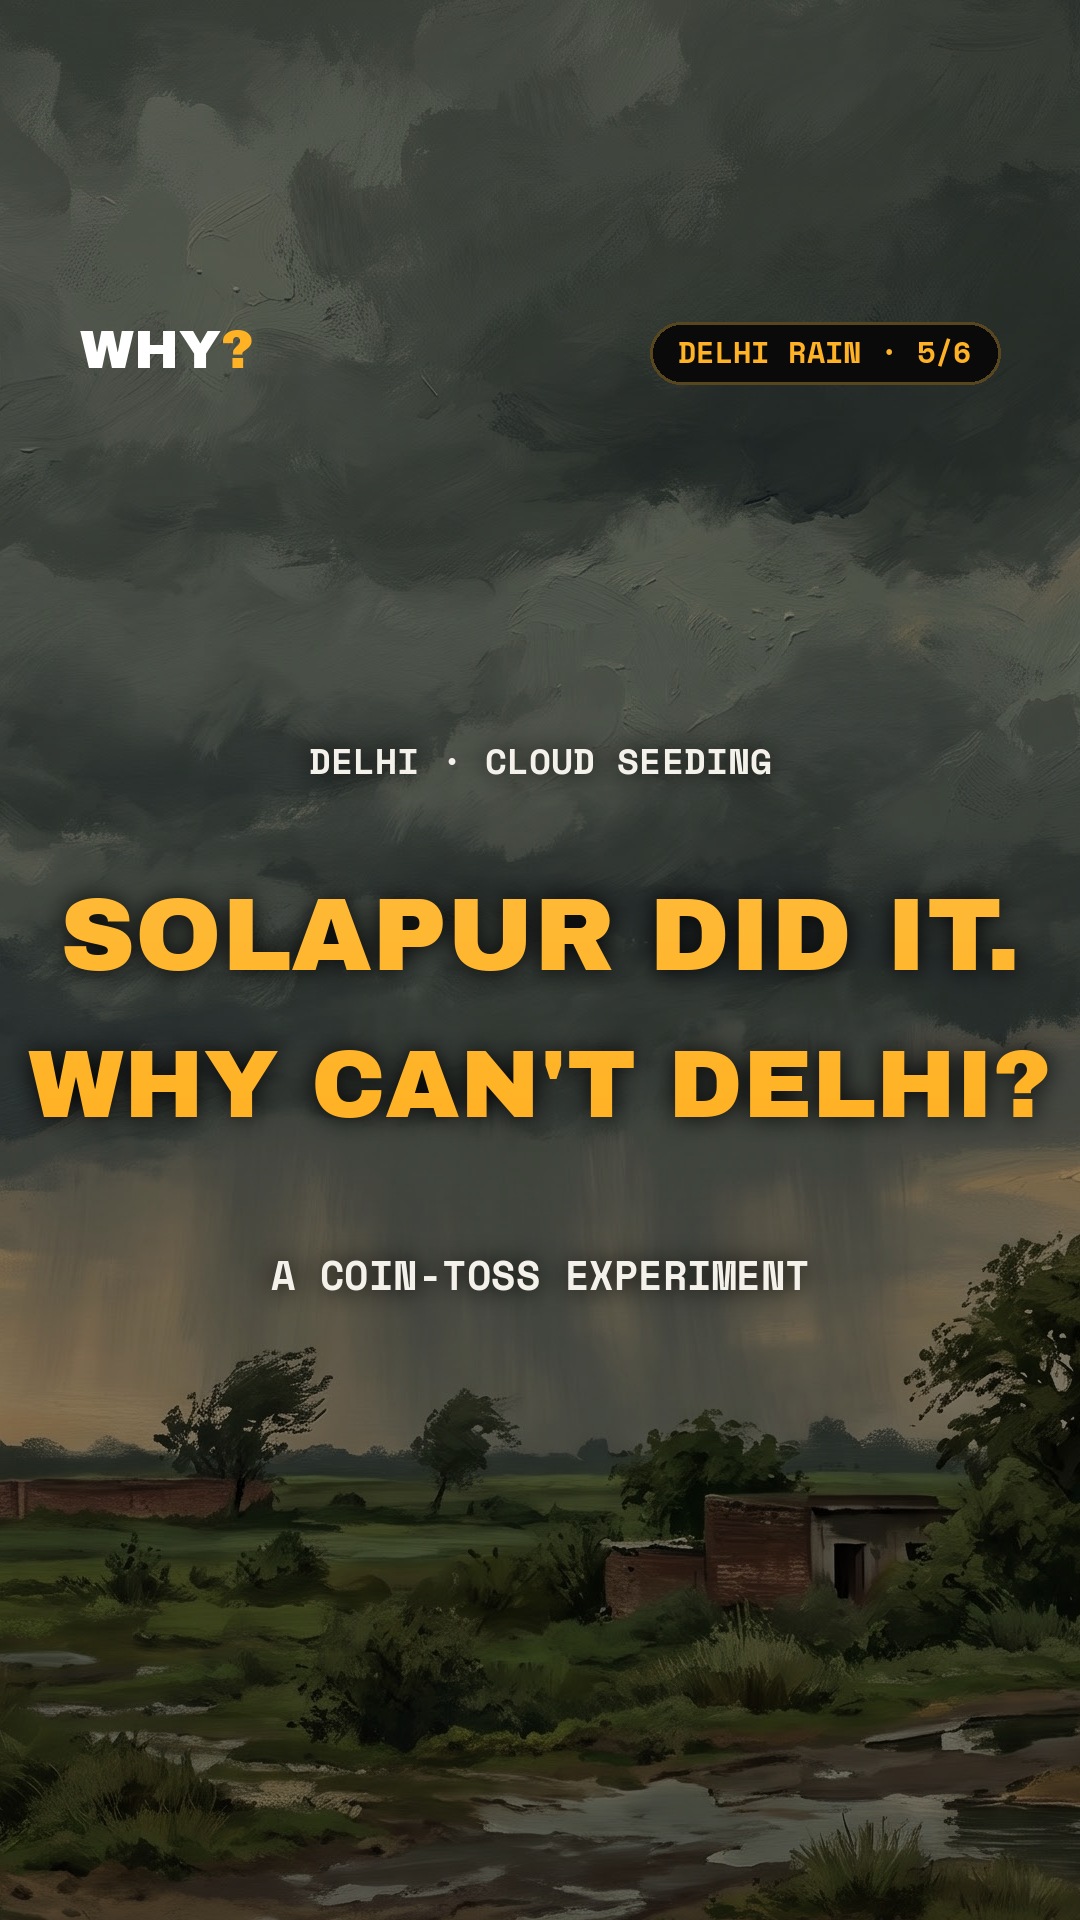 WHY?
DELHI RAIN · 5/6
DELHI · CLOUD SEEDING
SOLAPUR DID IT.
WHY CAN'T DELHI?
A COIN-TOSS EXPERIMENT